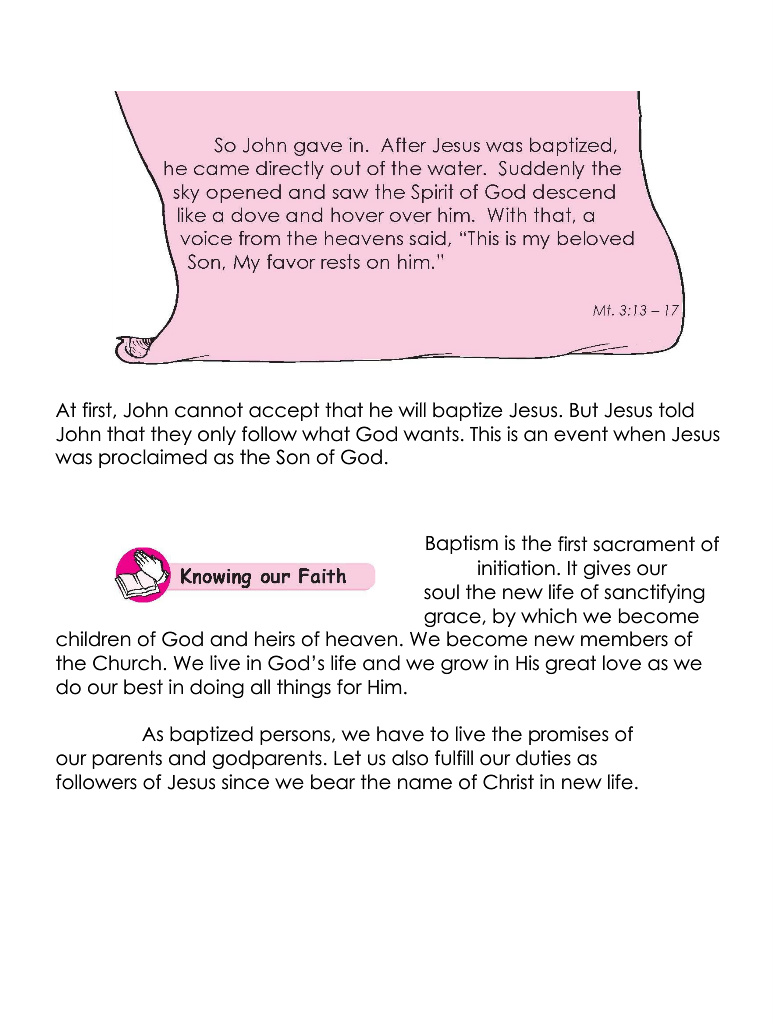 So John gave in. After Jesus was baptized,
he came directly out of the water. Suddenly the
sky opened and saw the Spirit of God descend
like a dove and hover over him. With that, a
voice from the heavens said, “This is my beloved
Son, My favor rests on him.”
Mt. 3:13 – 17
At first, John cannot accept that he will baptize Jesus. But Jesus told
John that they only follow what God wants. This is an event when Jesus
was proclaimed as the Son of God.
Knowing our Faith
Baptism is the first sacrament of
initiation. It gives our
soul the new life of sanctifying
grace, by which we become
children of God and heirs of heaven. We become new members of
the Church. We live in God’s life and we grow in His great love as we
do our best in doing all things for Him.
As baptized persons, we have to live the promises of
our parents and godparents. Let us also fulfill our duties as
followers of Jesus since we bear the name of Christ in new life.